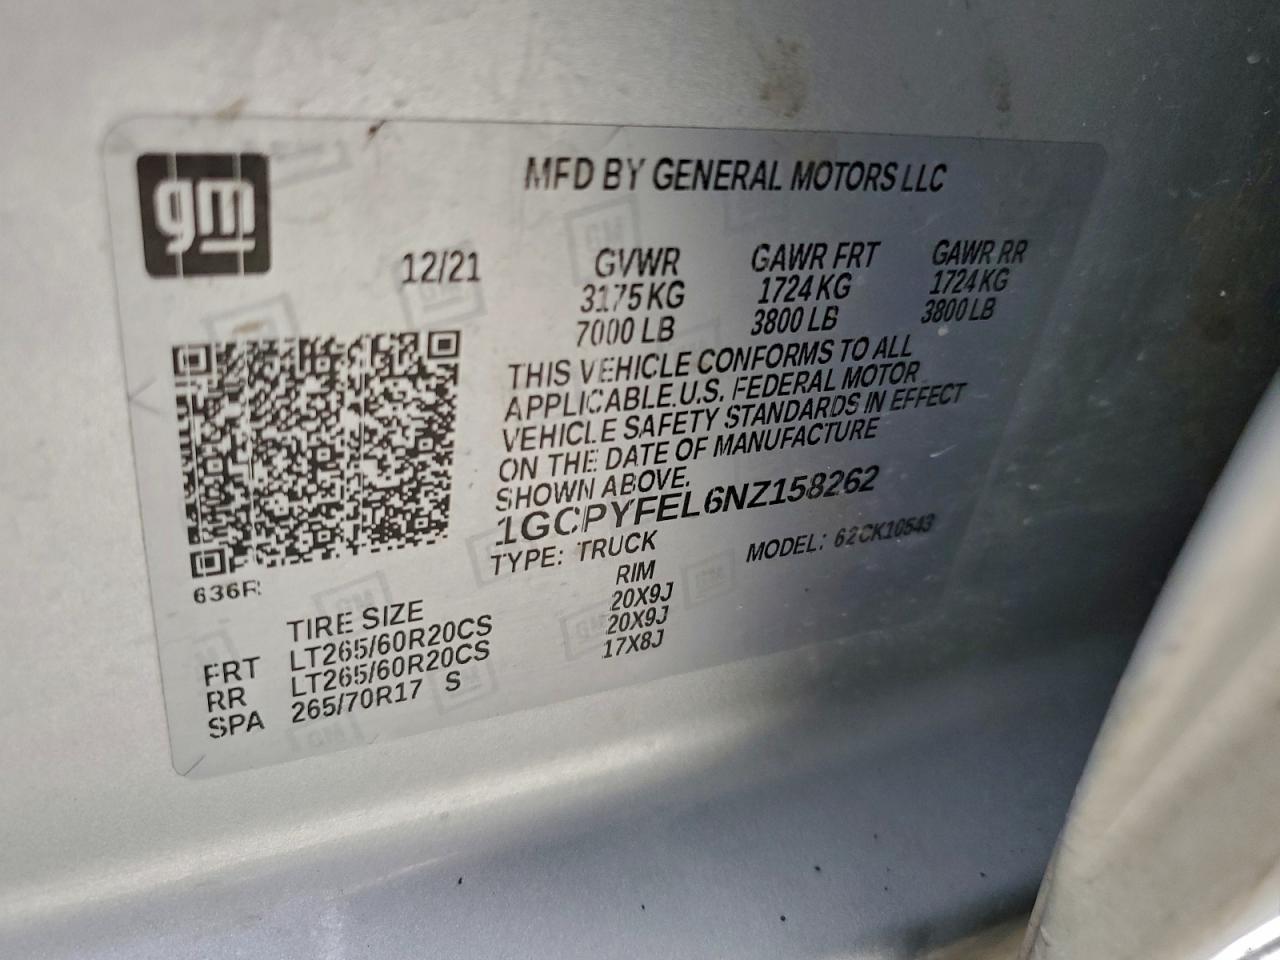 gm
MFD BY GENERAL MOTORS LLC
12/21 GVWR GAWR FRT GAWR RR
3175 KG 1724 KG 1724 KG
7000 LB 3800 LB 3800 LB
THIS VEHICLE CONFORMS TO ALL
APPLICABLE U.S. FEDERAL MOTOR
VEHICLE SAFETY STANDARDS IN EFFECT
ON THE DATE OF MANUFACTURE
SHOWN ABOVE.
1GCPYFEL6NZ158262
TYPE: TRUCK MODEL: 62CK10543
636R
TIRE SIZE RIM
FRT LT265/60R20CS 20X9J
RR LT265/60R20CS 20X9J
SPA 265/70R17 S 17X8J